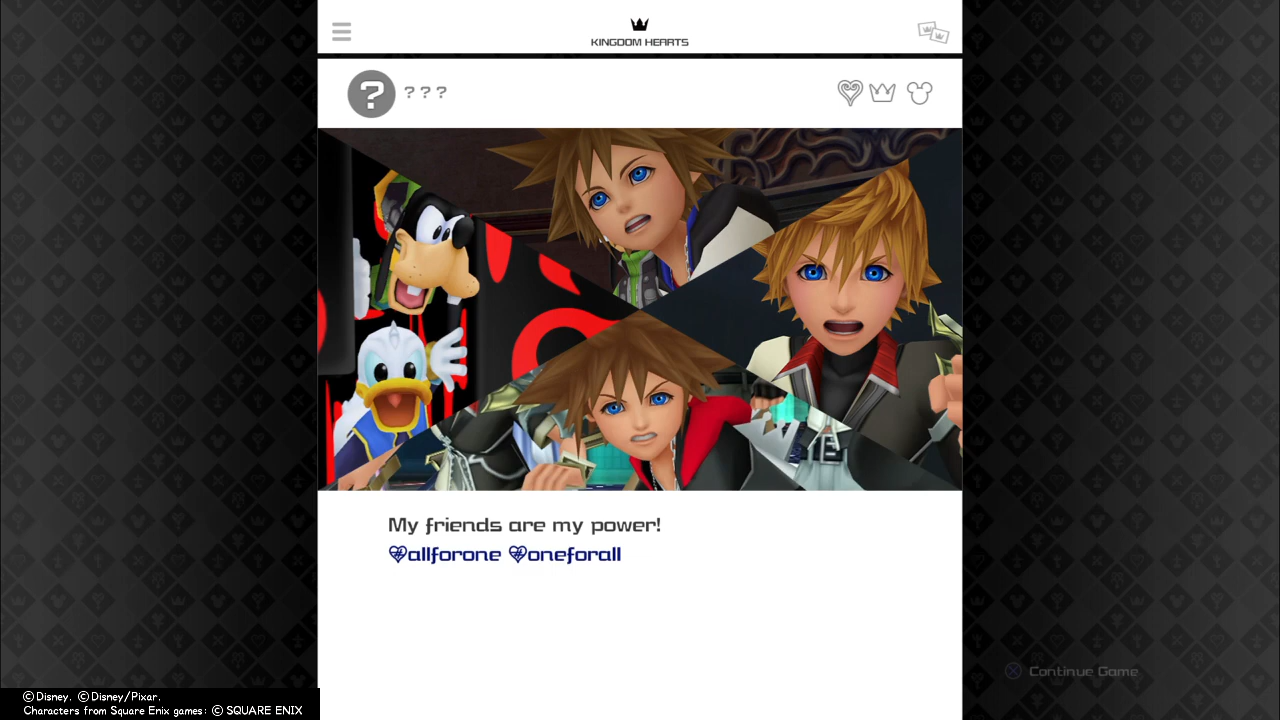 KINGDOM HEARTS
?
? ? ?
My friends are my power!
#allforone #oneforall
Continue Game
©Disney. ©Disney/Pixar.
Characters from Square Enix games: © SQUARE ENIX